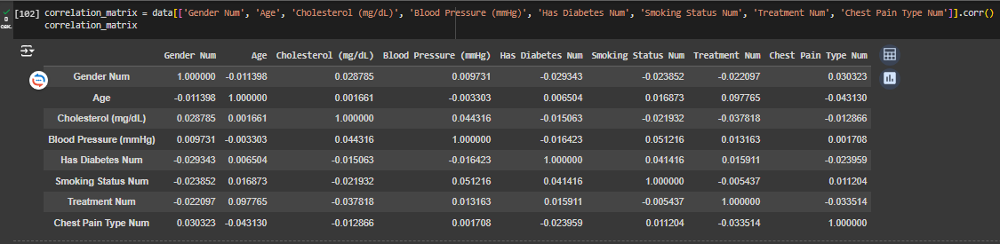 [102] correlation_matrix = data[['Gender Num', 'Age', 'Cholesterol (mg/dL)', 'Blood Pressure (mmHg)', 'Has Diabetes Num', 'Smoking Status Num', 'Treatment Num', 'Chest Pain Type Num']].corr()
correlation_matrix
Gender Num Age Cholesterol (mg/dL) Blood Pressure (mmHg) Has Diabetes Num Smoking Status Num Treatment Num Chest Pain Type Num
Gender Num 1.000000 -0.011398 0.028785 0.009731 -0.029343 -0.023852 -0.022097 0.030323
Age -0.011398 1.000000 0.001661 -0.003303 0.006504 0.016873 0.097765 -0.043130
Cholesterol (mg/dL) 0.028785 0.001661 1.000000 0.044316 -0.015063 -0.021932 -0.037818 -0.012866
Blood Pressure (mmHg) 0.009731 -0.003303 0.044316 1.000000 -0.016423 0.051216 0.013163 0.001708
Has Diabetes Num -0.029343 0.006504 -0.015063 -0.016423 1.000000 0.041416 0.015911 -0.023959
Smoking Status Num -0.023852 0.016873 -0.021932 0.051216 0.041416 1.000000 -0.005437 0.011204
Treatment Num -0.022097 0.097765 -0.037818 0.013163 0.015911 -0.005437 1.000000 -0.033514
Chest Pain Type Num 0.030323 -0.043130 -0.012866 0.001708 -0.023959 0.011204 -0.033514 1.000000